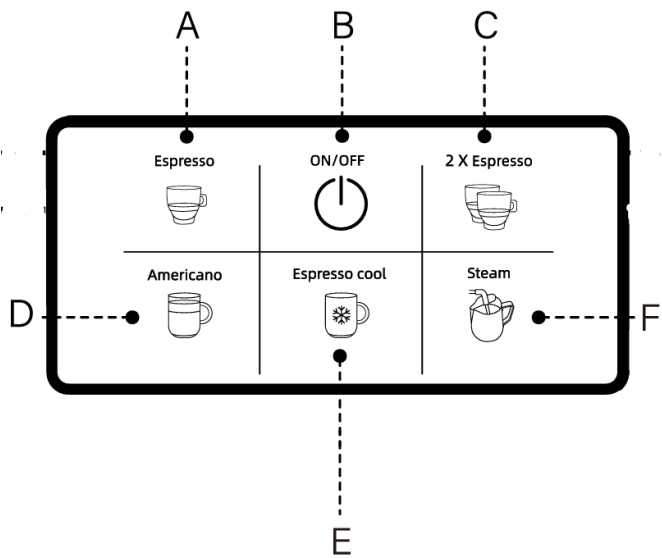 A
B
C
Espresso
ON/OFF
2 X Espresso
Americano
Espresso cool
Steam
D
F
E